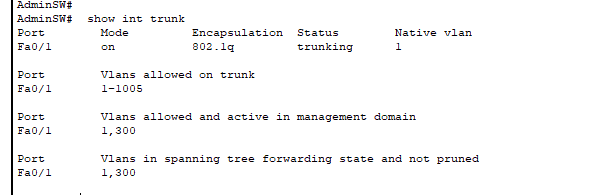 AdminSW#
AdminSW#  show int trunk
Port        Mode         Encapsulation  Status        Native vlan
Fa0/1       on           802.1q         trunking      1
Port        Vlans allowed on trunk
Fa0/1       1-1005
Port        Vlans allowed and active in management domain
Fa0/1       1,300
Port        Vlans in spanning tree forwarding state and not pruned
Fa0/1       1,300